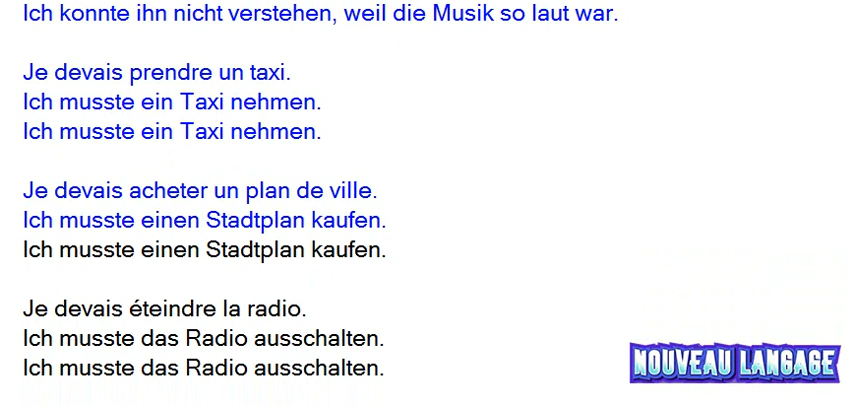 Ich konnte ihn nicht verstehen, weil die Musik so laut war.
Je devais prendre un taxi.
Ich musste ein Taxi nehmen.
Ich musste ein Taxi nehmen.
Je devais acheter un plan de ville.
Ich musste einen Stadtplan kaufen.
Ich musste einen Stadtplan kaufen.
Je devais éteindre la radio.
Ich musste das Radio ausschalten.
Ich musste das Radio ausschalten.
NOUVEAU LANGAGE